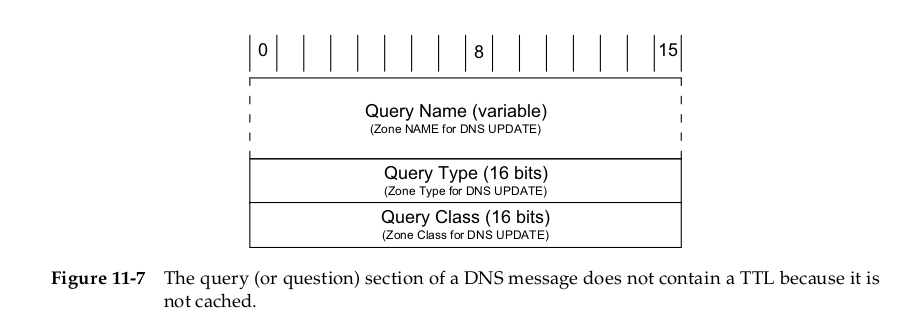 0 8 15
Query Name (variable)
(Zone NAME for DNS UPDATE)
Query Type (16 bits)
(Zone Type for DNS UPDATE)
Query Class (16 bits)
(Zone Class for DNS UPDATE)
Figure 11-7 The query (or question) section of a DNS message does not contain a TTL because it is
not cached.